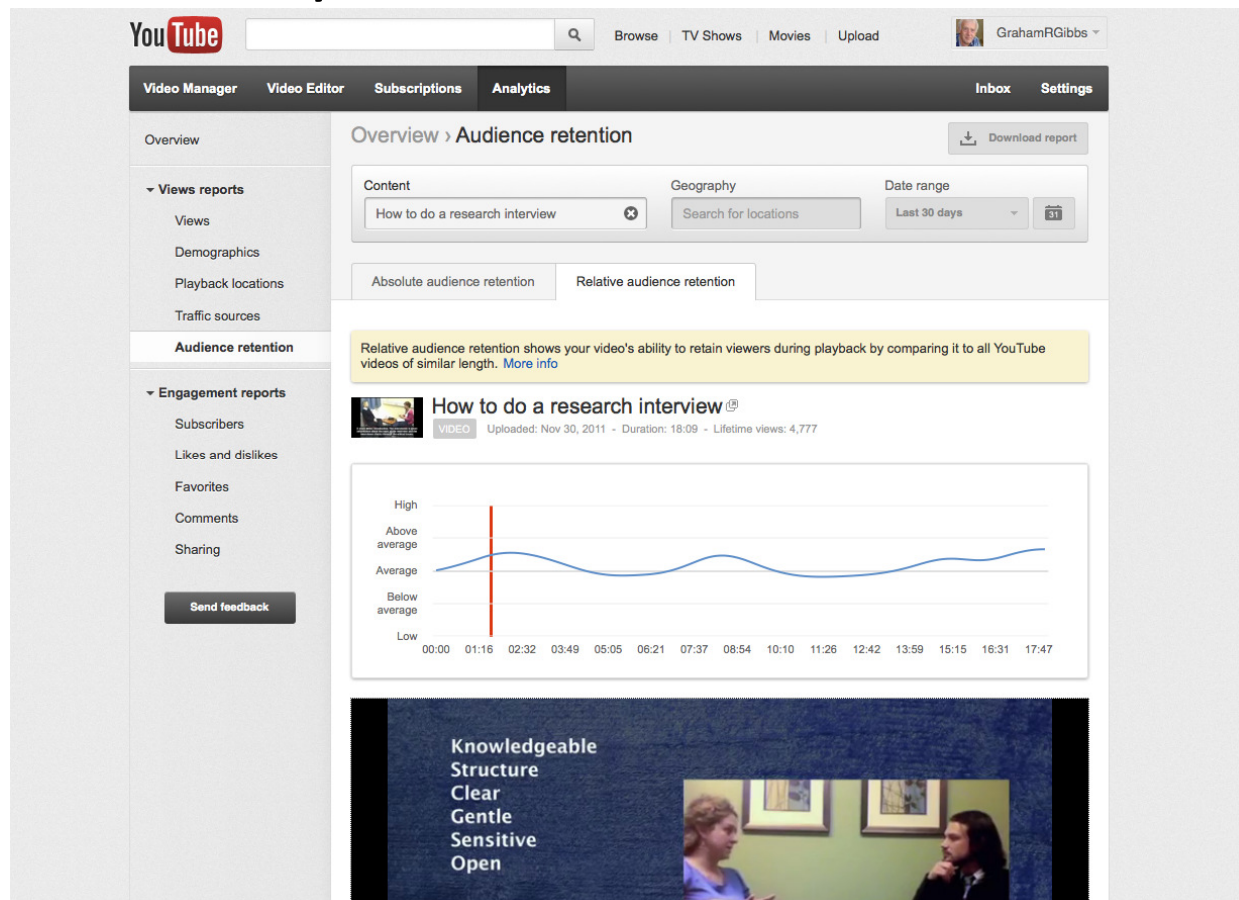 You Tube
Browse TV Shows Movies Upload
GrahamRGibbs
Video Manager Video Editor Subscriptions Analytics Inbox Settings
Overview
Views reports
Views
Demographics
Playback locations
Traffic sources
Audience retention
Engagement reports
Subscribers
Likes and dislikes
Favorites
Comments
Sharing
Send feedback
Overview › Audience retention
Download report
Content Geography Date range
How to do a research interview Search for locations Last 30 days 31
Absolute audience retention Relative audience retention
Relative audience retention shows your video's ability to retain viewers during playback by comparing it to all YouTube
videos of similar length. More info
How to do a research interview
VIDEO Uploaded: Nov 30, 2011 - Duration: 18:09 - Lifetime views: 4,777
High
Above
average
Average
Below
average
Low
00:00 01:16 02:32 03:49 05:05 06:21 07:37 08:54 10:10 11:26 12:42 13:59 15:15 16:31 17:47
Knowledgeable
Structure
Clear
Gentle
Sensitive
Open